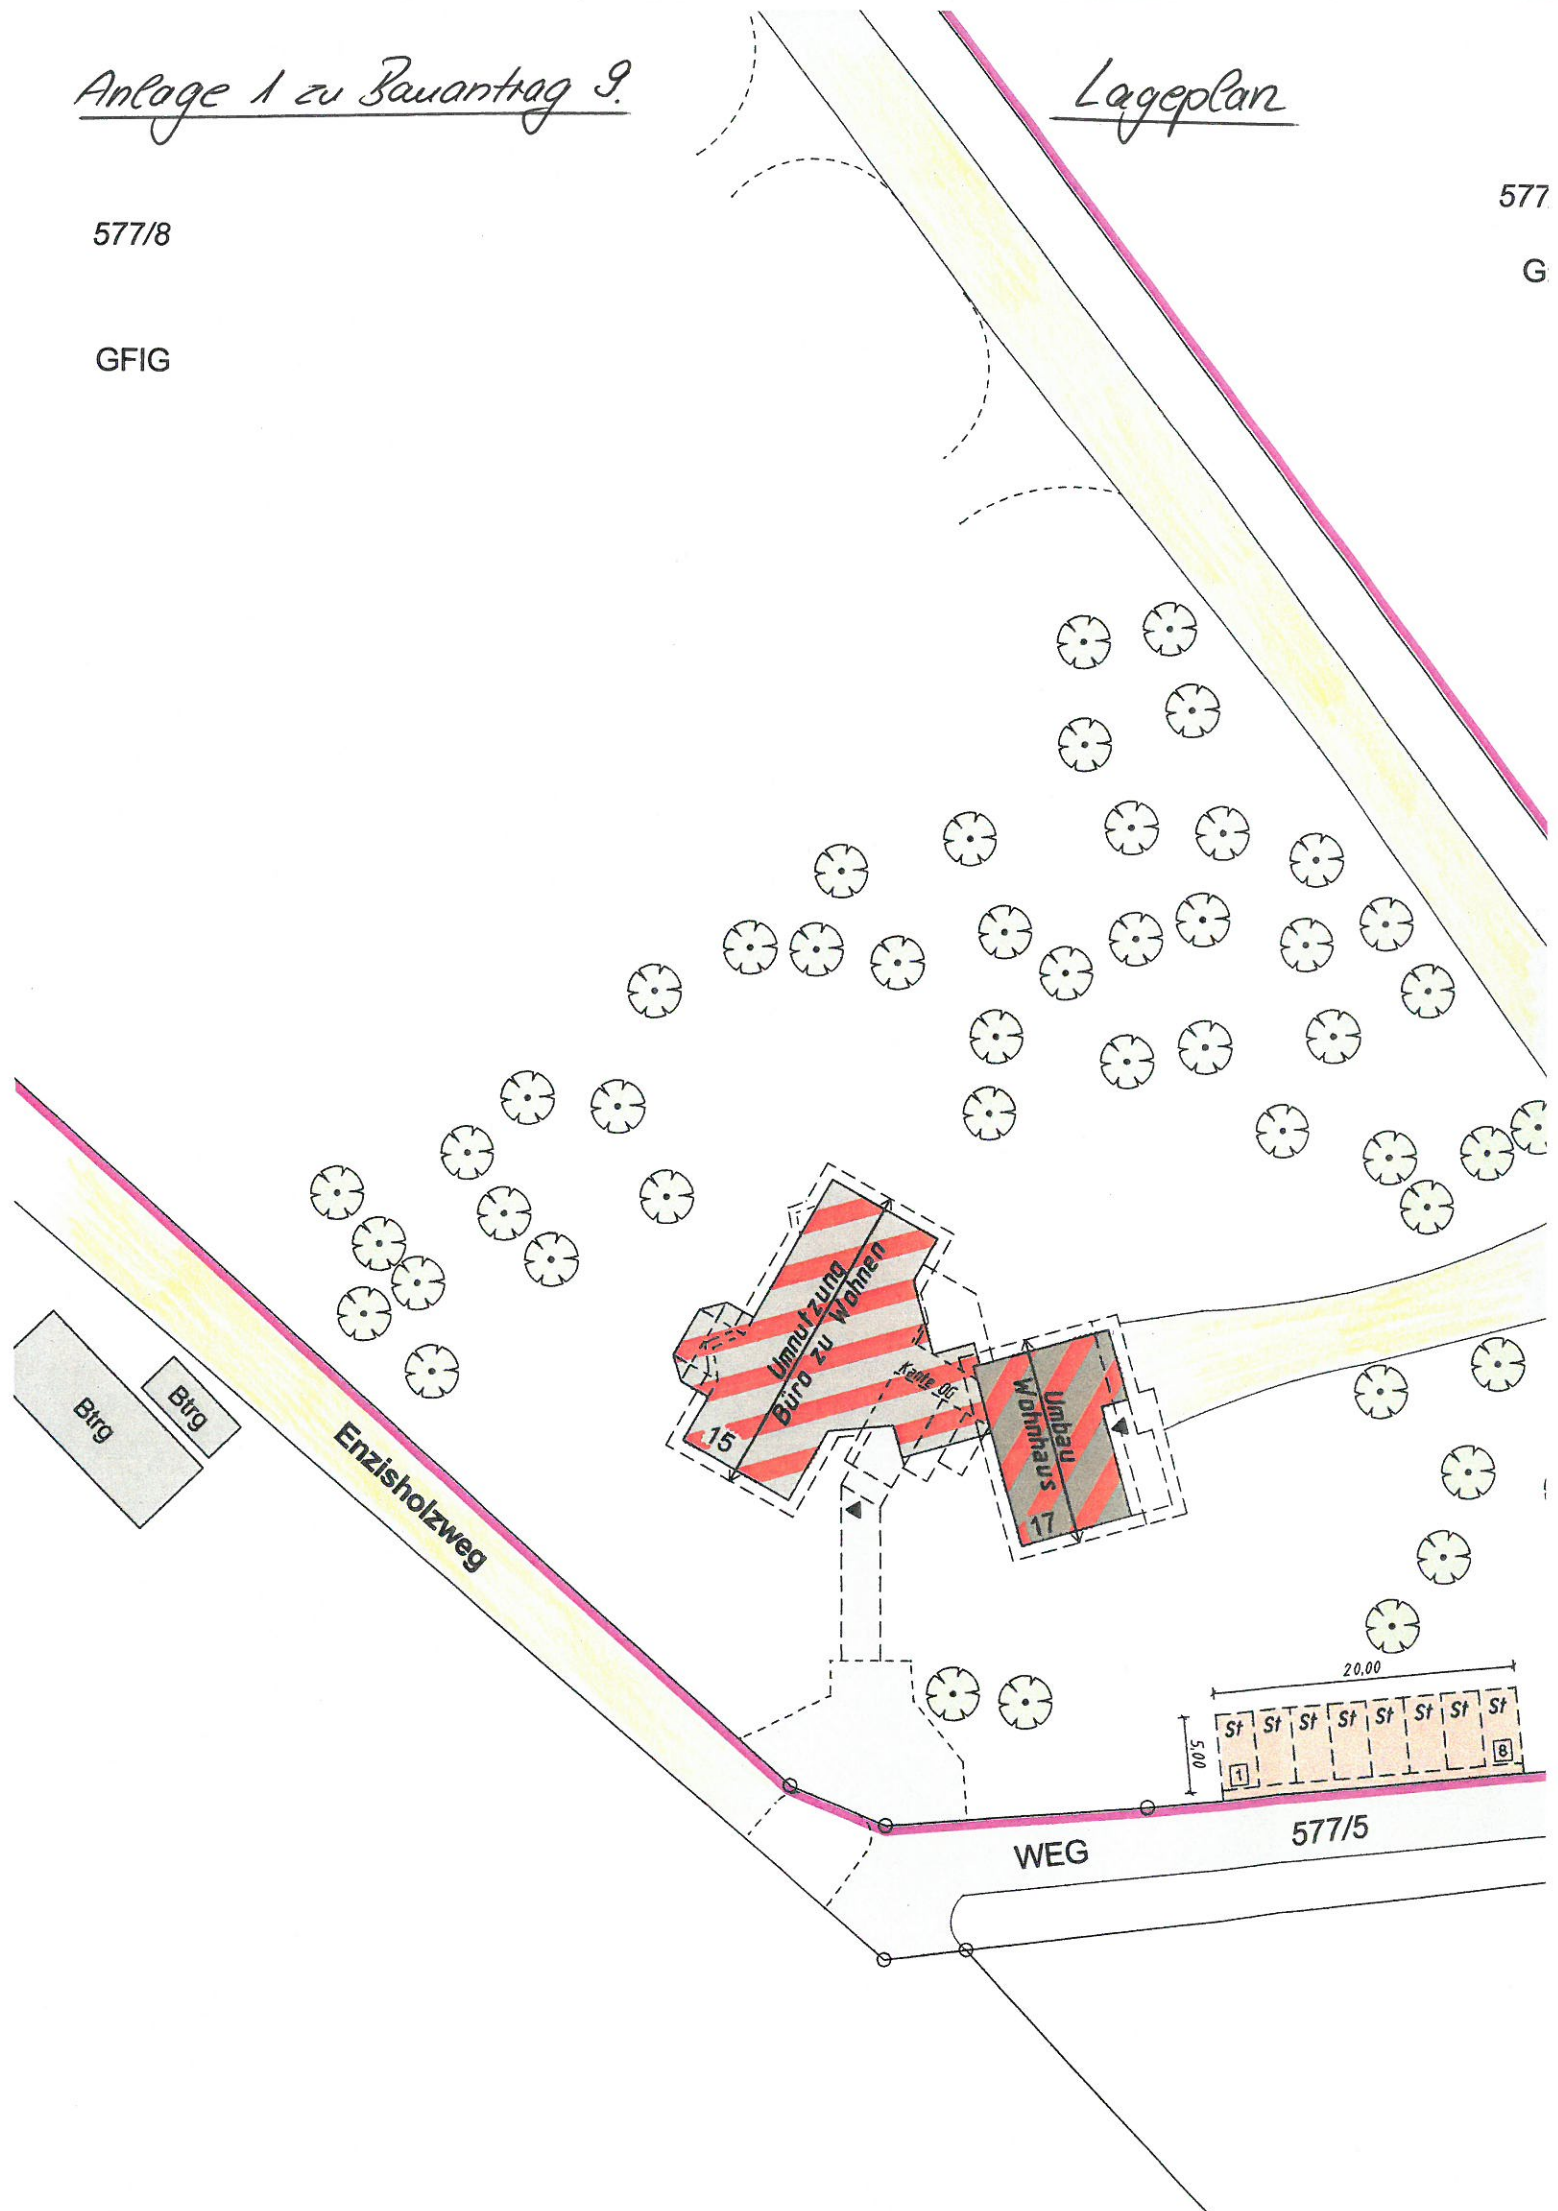 Anlage 1 zu Bauantrag 9.
Lageplan
577/8
577
G
GFIG
Umnutzung
Büro zu Wohnen
Kante OG
15
Umbau
Wohnhaus
17
Btrg
Btrg
Enzisholzweg
20,00
5,00
St St St St St St St St
1
8
WEG
577/5